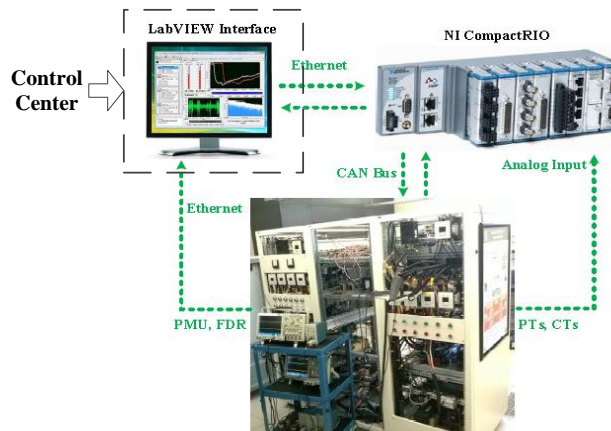 LabVIEW Interface
NI CompactRIO
Ethernet
Control
Center
CAN Bus
Analog Input
Ethernet
PMU, FDR
PTs, CTs